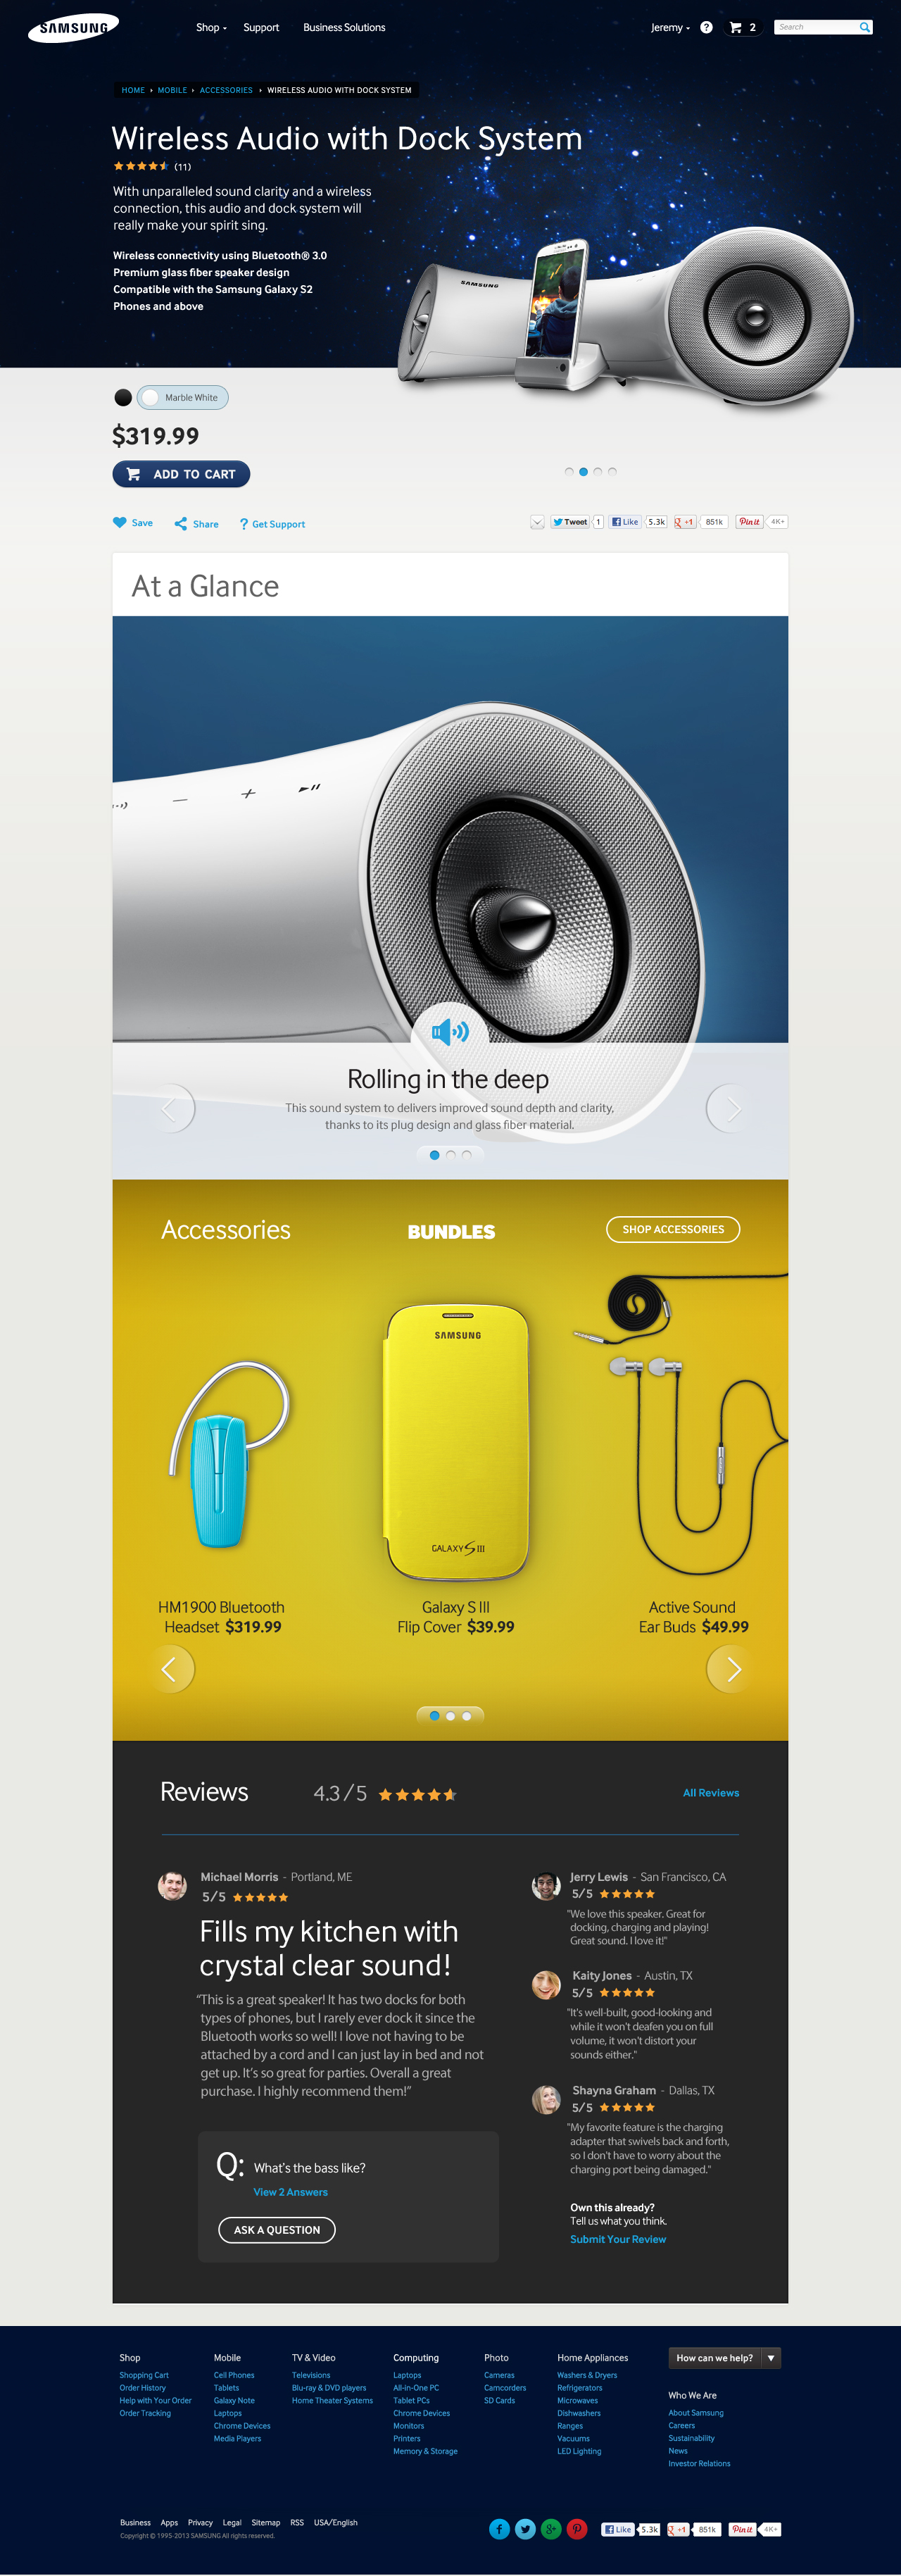 SAMSUNG
Shop
Support
Business Solutions
Jeremy
?
2
Search
HOME
MOBILE
ACCESSORIES
WIRELESS AUDIO WITH DOCK SYSTEM
Wireless Audio with Dock System
(11)
With unparalleled sound clarity and a wireless
connection, this audio and dock system will
really make your spirit sing.
Wireless connectivity using Bluetooth® 3.0
Premium glass fiber speaker design
Compatible with the Samsung Galaxy S2
Phones and above
SAMSUNG
Marble White
$319.99
ADD TO CART
Save
Share
? Get Support
Tweet
1
Like
5.3k
+1
851k
Pin it
4K+
At a Glance
Rolling in the deep
This sound system to delivers improved sound depth and clarity,
thanks to its plug design and glass fiber material.
Accessories
BUNDLES
SHOP ACCESSORIES
SAMSUNG
GALAXY S III
HM1900 Bluetooth
Headset $319.99
Galaxy S III
Flip Cover $39.99
Active Sound
Ear Buds $49.99
Reviews
4.3/5
All Reviews
Michael Morris - Portland, ME
5/5
Fills my kitchen with
crystal clear sound!
“This is a great speaker! It has two docks for both
types of phones, but I rarely ever dock it since the
Bluetooth works so well! I love not having to be
attached by a cord and I can just lay in bed and not
get up. It’s so great for parties. Overall a great
purchase. I highly recommend them!”
Q: What’s the bass like?
View 2 Answers
ASK A QUESTION
Jerry Lewis - San Francisco, CA
5/5
"We love this speaker. Great for
docking, charging and playing!
Great sound. I love it!"
Kaity Jones - Austin, TX
5/5
"It's well-built, good-looking and
while it won't deafen you on full
volume, it won't distort your
sounds either."
Shayna Graham - Dallas, TX
5/5
"My favorite feature is the charging
adapter that swivels back and forth,
so I don't have to worry about the
charging port being damaged."
Own this already?
Tell us what you think.
Submit Your Review
Shop
Shopping Cart
Order History
Help with Your Order
Order Tracking
Mobile
Cell Phones
Tablets
Galaxy Note
Laptops
Chrome Devices
Media Players
TV & Video
Televisions
Blu-ray & DVD players
Home Theater Systems
Computing
Laptops
All-in-One PC
Tablet PCs
Chrome Devices
Monitors
Printers
Memory & Storage
Photo
Cameras
Camcorders
SD Cards
Home Appliances
Washers & Dryers
Refrigerators
Microwaves
Dishwashers
Ranges
Vacuums
LED Lighting
How can we help?
Who We Are
About Samsung
Careers
Sustainability
News
Investor Relations
Business
Apps
Privacy
Legal
Sitemap
RSS
USA/English
Copyright © 1995-2013 SAMSUNG All rights reserved.
Like
5.3k
+1
851k
Pin it
4K+